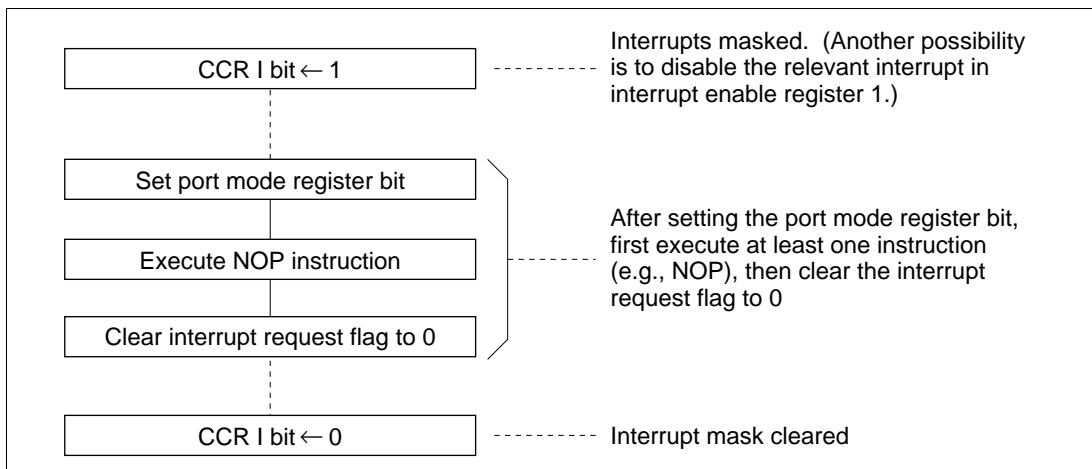 CCR I bit ← 1
Interrupts masked. (Another possibility
is to disable the relevant interrupt in
interrupt enable register 1.)
Set port mode register bit
Execute NOP instruction
Clear interrupt request flag to 0
After setting the port mode register bit,
first execute at least one instruction
(e.g., NOP), then clear the interrupt
request flag to 0
CCR I bit ← 0
Interrupt mask cleared